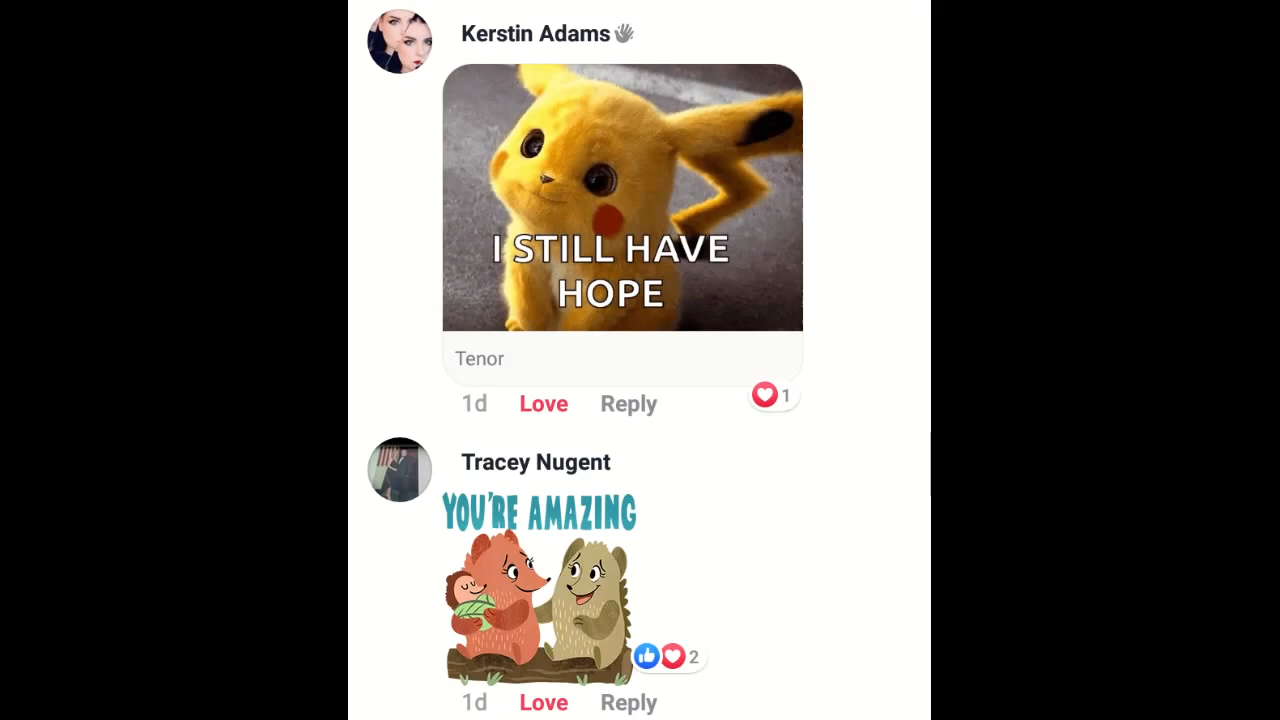 Kerstin Adams
I STILL HAVE
HOPE
Tenor
1
1d Love Reply
Tracey Nugent
YOU'RE AMAZING
2
1d Love Reply